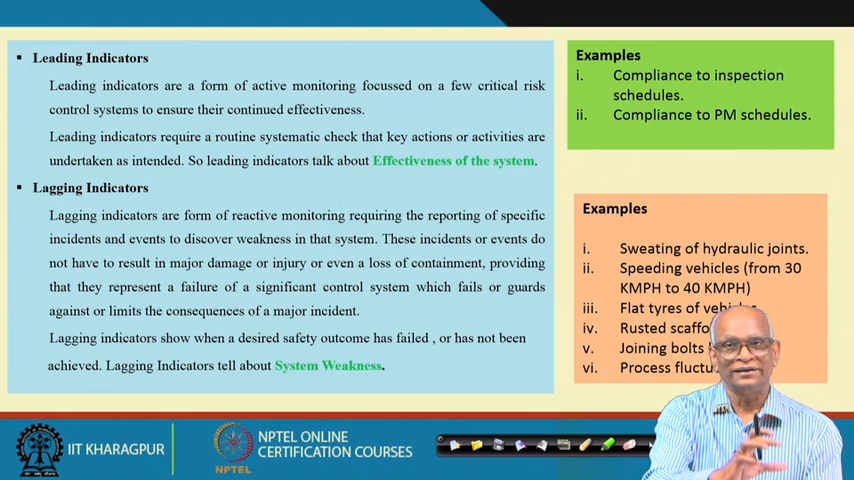 ▪ Leading Indicators
Leading indicators are a form of active monitoring focussed on a few critical risk
control systems to ensure their continued effectiveness.
Leading indicators require a routine systematic check that key actions or activities are
undertaken as intended. So leading indicators talk about Effectiveness of the system.
▪ Lagging Indicators
Lagging indicators are form of reactive monitoring requiring the reporting of specific
incidents and events to discover weakness in that system. These incidents or events do
not have to result in major damage or injury or even a loss of containment, providing
that they represent a failure of a significant control system which fails or guards
against or limits the consequences of a major incident.
Lagging indicators show when a desired safety outcome has failed , or has not been
achieved. Lagging Indicators tell about System Weakness.
Examples
i. Compliance to inspection
schedules.
ii. Compliance to PM schedules.
Examples
i. Sweating of hydraulic joints.
ii. Speeding vehicles (from 30
KMPH to 40 KMPH)
iii. Flat tyres of
iv. Rusted
v. Joining bolts
vi. Process
IIT KHARAGPUR
NPTEL
NPTEL ONLINE
CERTIFICATION COURSES